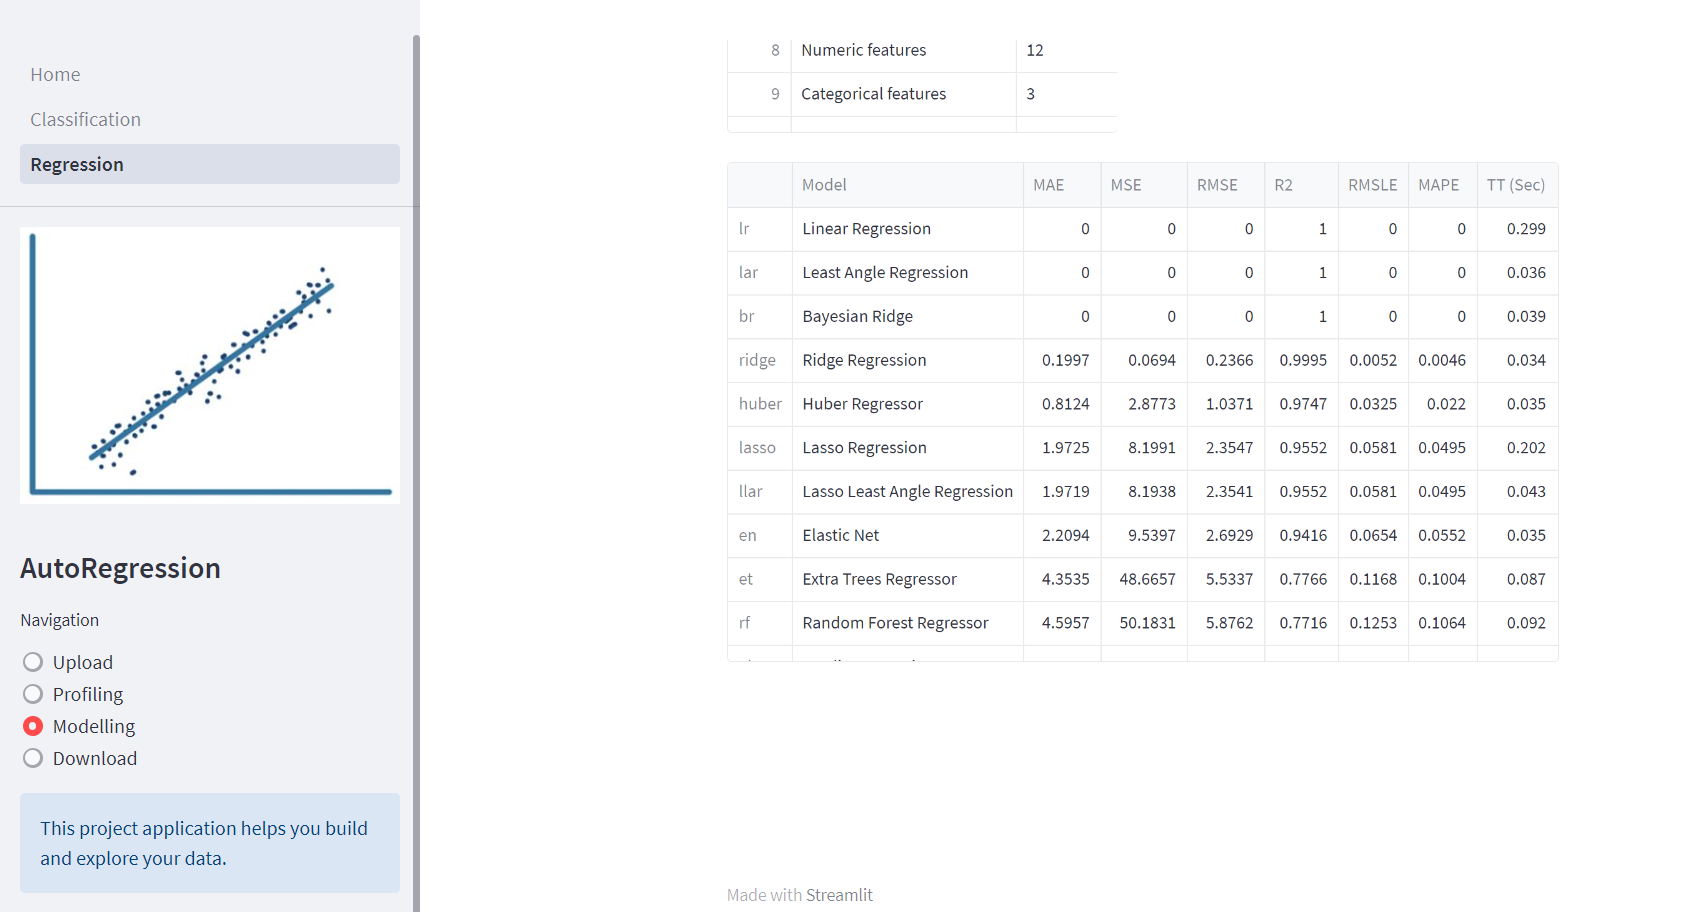 Home
Classification
Regression
AutoRegression
Navigation
Upload
Profiling
Modelling
Download
This project application helps you build
and explore your data.
8 Numeric features 12
9 Categorical features 3
Model MAE MSE RMSE R2 RMSLE MAPE TT (Sec)
lr Linear Regression 0 0 0 1 0 0 0.299
lar Least Angle Regression 0 0 0 1 0 0 0.036
br Bayesian Ridge 0 0 0 1 0 0 0.039
ridge Ridge Regression 0.1997 0.0694 0.2366 0.9995 0.0052 0.0046 0.034
huber Huber Regressor 0.8124 2.8773 1.0371 0.9747 0.0325 0.022 0.035
lasso Lasso Regression 1.9725 8.1991 2.3547 0.9552 0.0581 0.0495 0.202
llar Lasso Least Angle Regression 1.9719 8.1938 2.3541 0.9552 0.0581 0.0495 0.043
en Elastic Net 2.2094 9.5397 2.6929 0.9416 0.0654 0.0552 0.035
et Extra Trees Regressor 4.3535 48.6657 5.5337 0.7766 0.1168 0.1004 0.087
rf Random Forest Regressor 4.5957 50.1831 5.8762 0.7716 0.1253 0.1064 0.092
Made with Streamlit